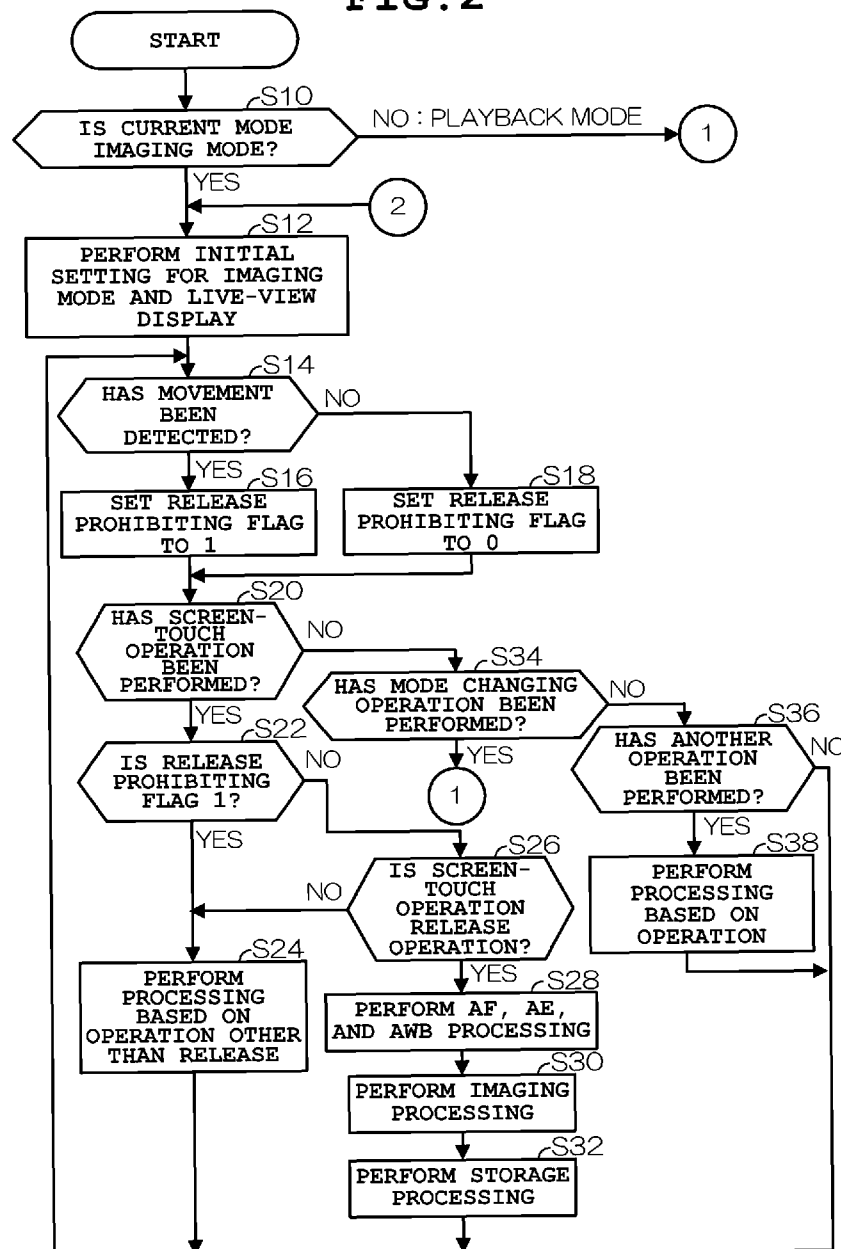 FIG.2
START
S10
IS CURRENT MODE
IMAGING MODE?
NO : PLAYBACK MODE
1
YES
2
S12
PERFORM INITIAL
SETTING FOR IMAGING
MODE AND LIVE-VIEW
DISPLAY
S14
HAS MOVEMENT
BEEN
DETECTED?
NO
YES
S16
SET RELEASE
PROHIBITING FLAG
TO 1
S18
SET RELEASE
PROHIBITING FLAG
TO 0
S20
HAS SCREEN-
TOUCH
OPERATION
BEEN
PERFORMED?
NO
YES
S34
HAS MODE CHANGING
OPERATION BEEN
PERFORMED?
NO
YES
1
S36
HAS ANOTHER
OPERATION
BEEN
PERFORMED?
NO
YES
S38
PERFORM
PROCESSING
BASED ON
OPERATION
S22
IS RELEASE
PROHIBITING
FLAG 1?
NO
YES
S26
IS SCREEN-
TOUCH
OPERATION
RELEASE
OPERATION?
NO
YES
S24
PERFORM
PROCESSING
BASED ON
OPERATION OTHER
THAN RELEASE
S28
PERFORM AF, AE,
AND AWB PROCESSING
S30
PERFORM IMAGING
PROCESSING
S32
PERFORM STORAGE
PROCESSING